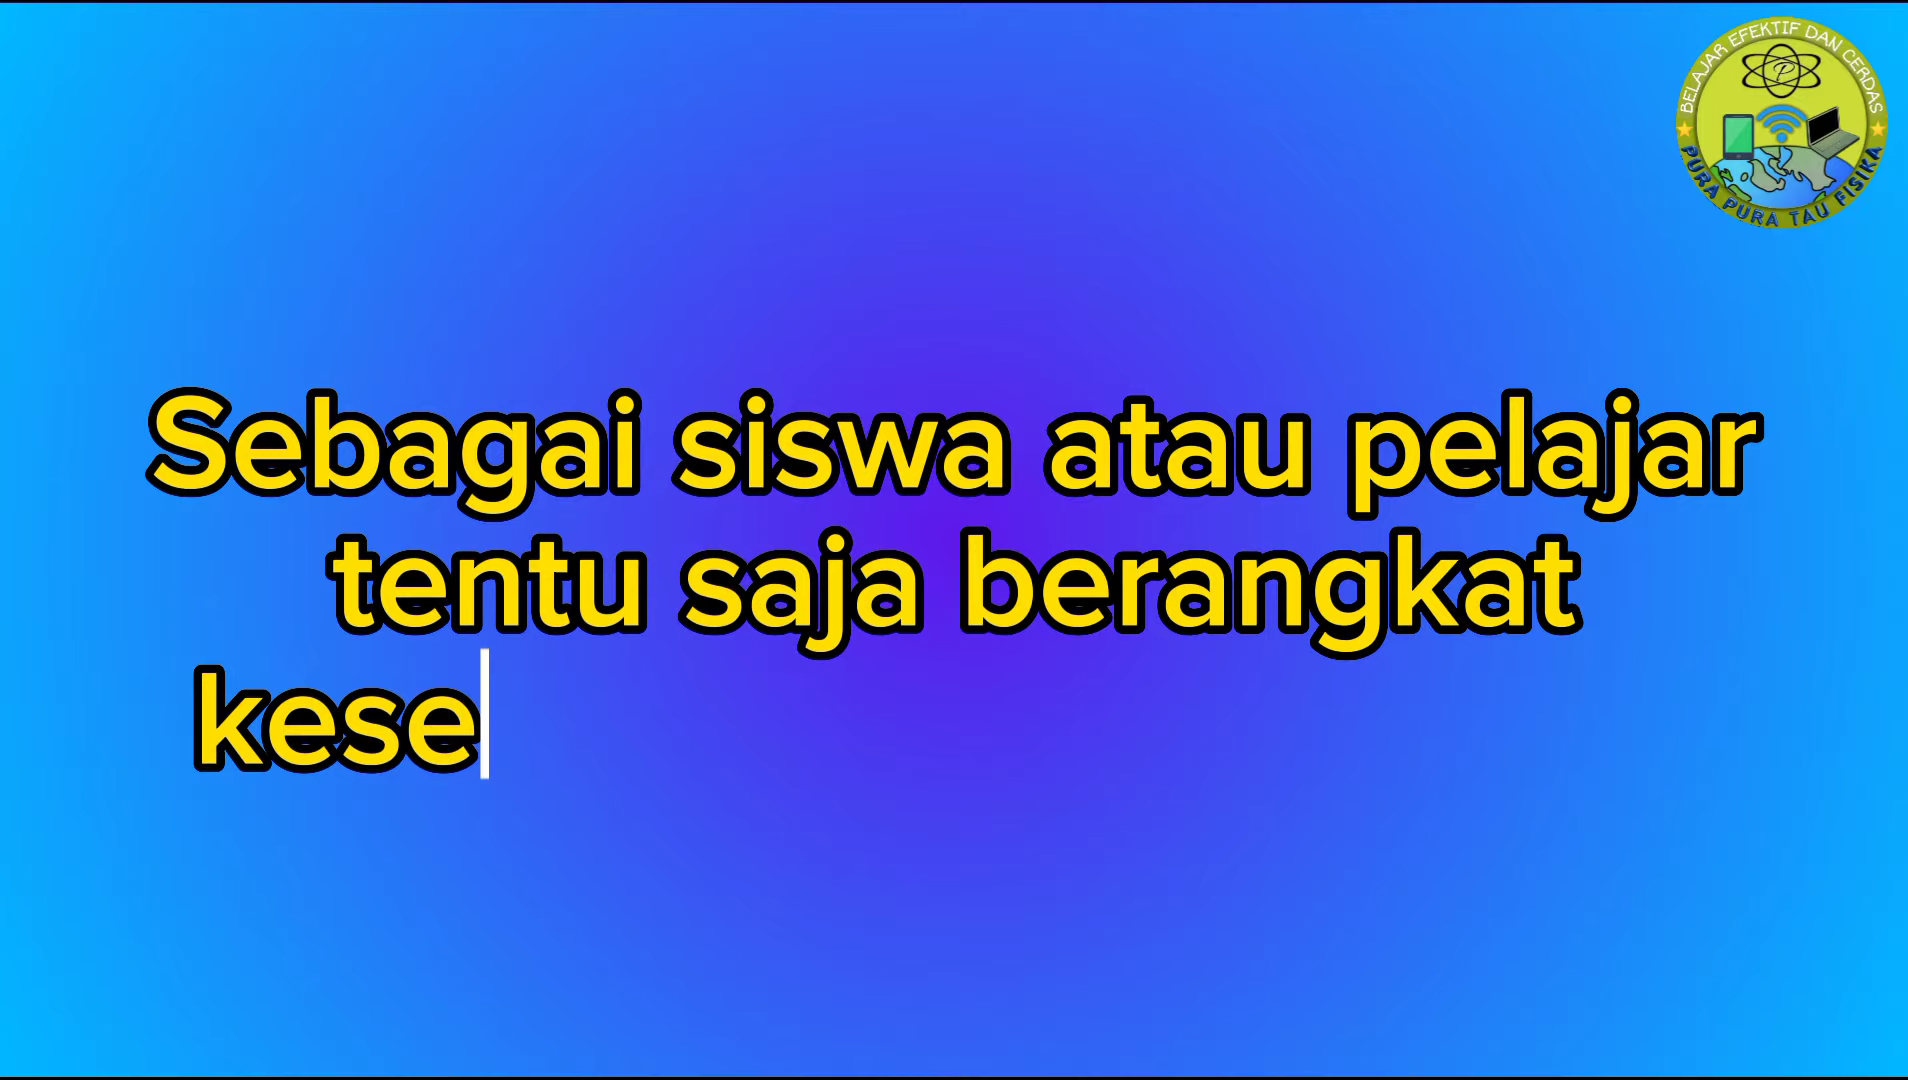 BELAJAR EFEKTIF DAN CERDAS
P
PURA PURA TAU FISIKA
Sebagai siswa atau pelajar
tentu saja berangkat
kese